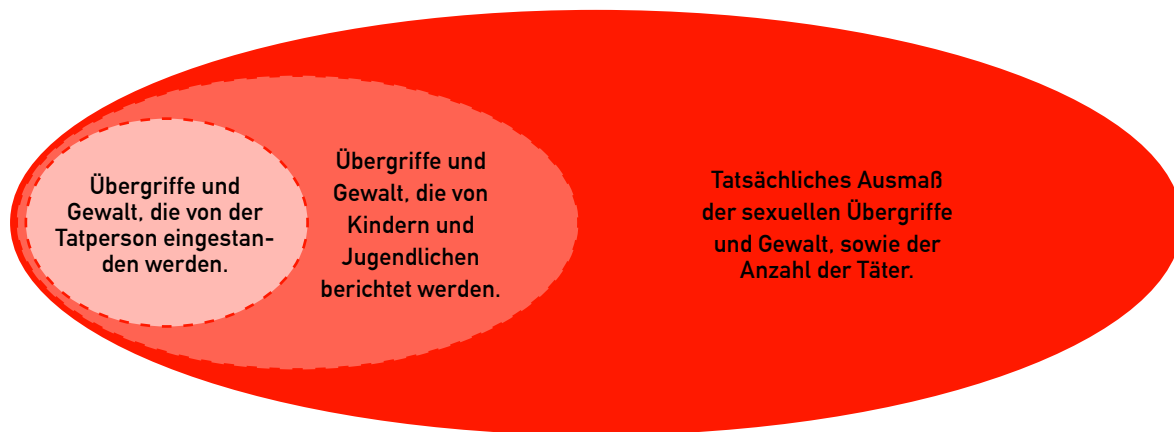 Übergriffe und
Gewalt, die von der
Tatperson eingestan-
den werden.
Übergriffe und
Gewalt, die von
Kindern und
Jugendlichen
berichtet werden.
Tatsächliches Ausmaß
der sexuellen Übergriffe
und Gewalt, sowie der
Anzahl der Täter.